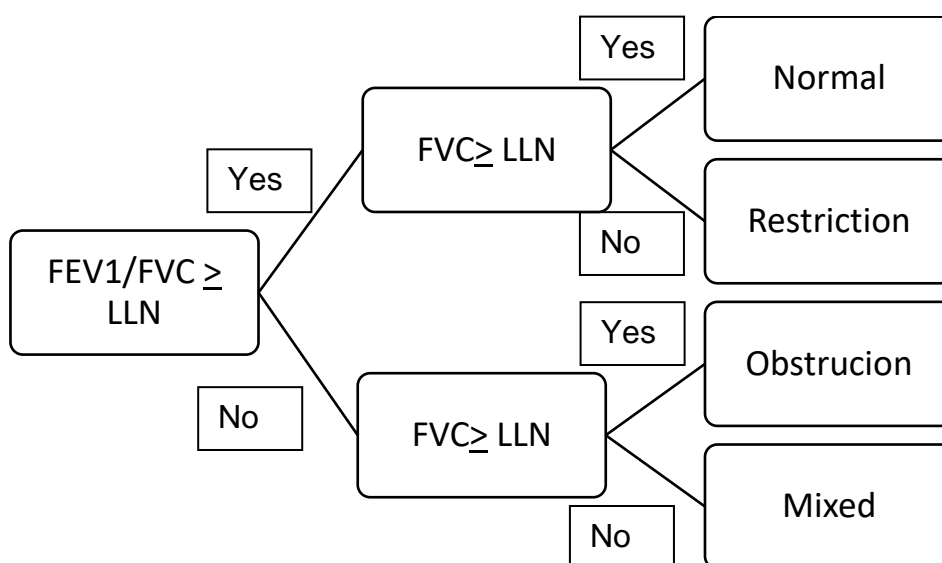 Yes
Normal
FVC≥ LLN
Yes
No
Restriction
FEV1/FVC ≥
LLN
Yes
Obstrucion
No
FVC≥ LLN
No
Mixed